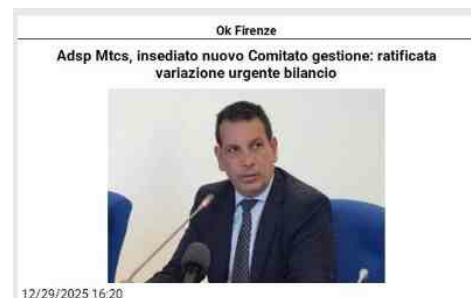 Ok Firenze
Adsp Mtcs, insediato nuovo Comitato gestione: ratificata
variazione urgente bilancio
12/29/2025 16:20